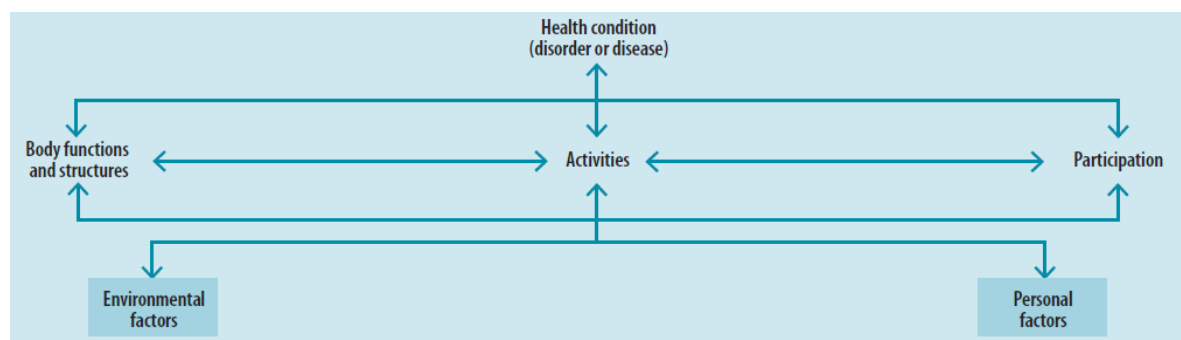 Health condition
(disorder or disease)
Body functions
and structures
Activities
Participation
Environmental
factors
Personal
factors